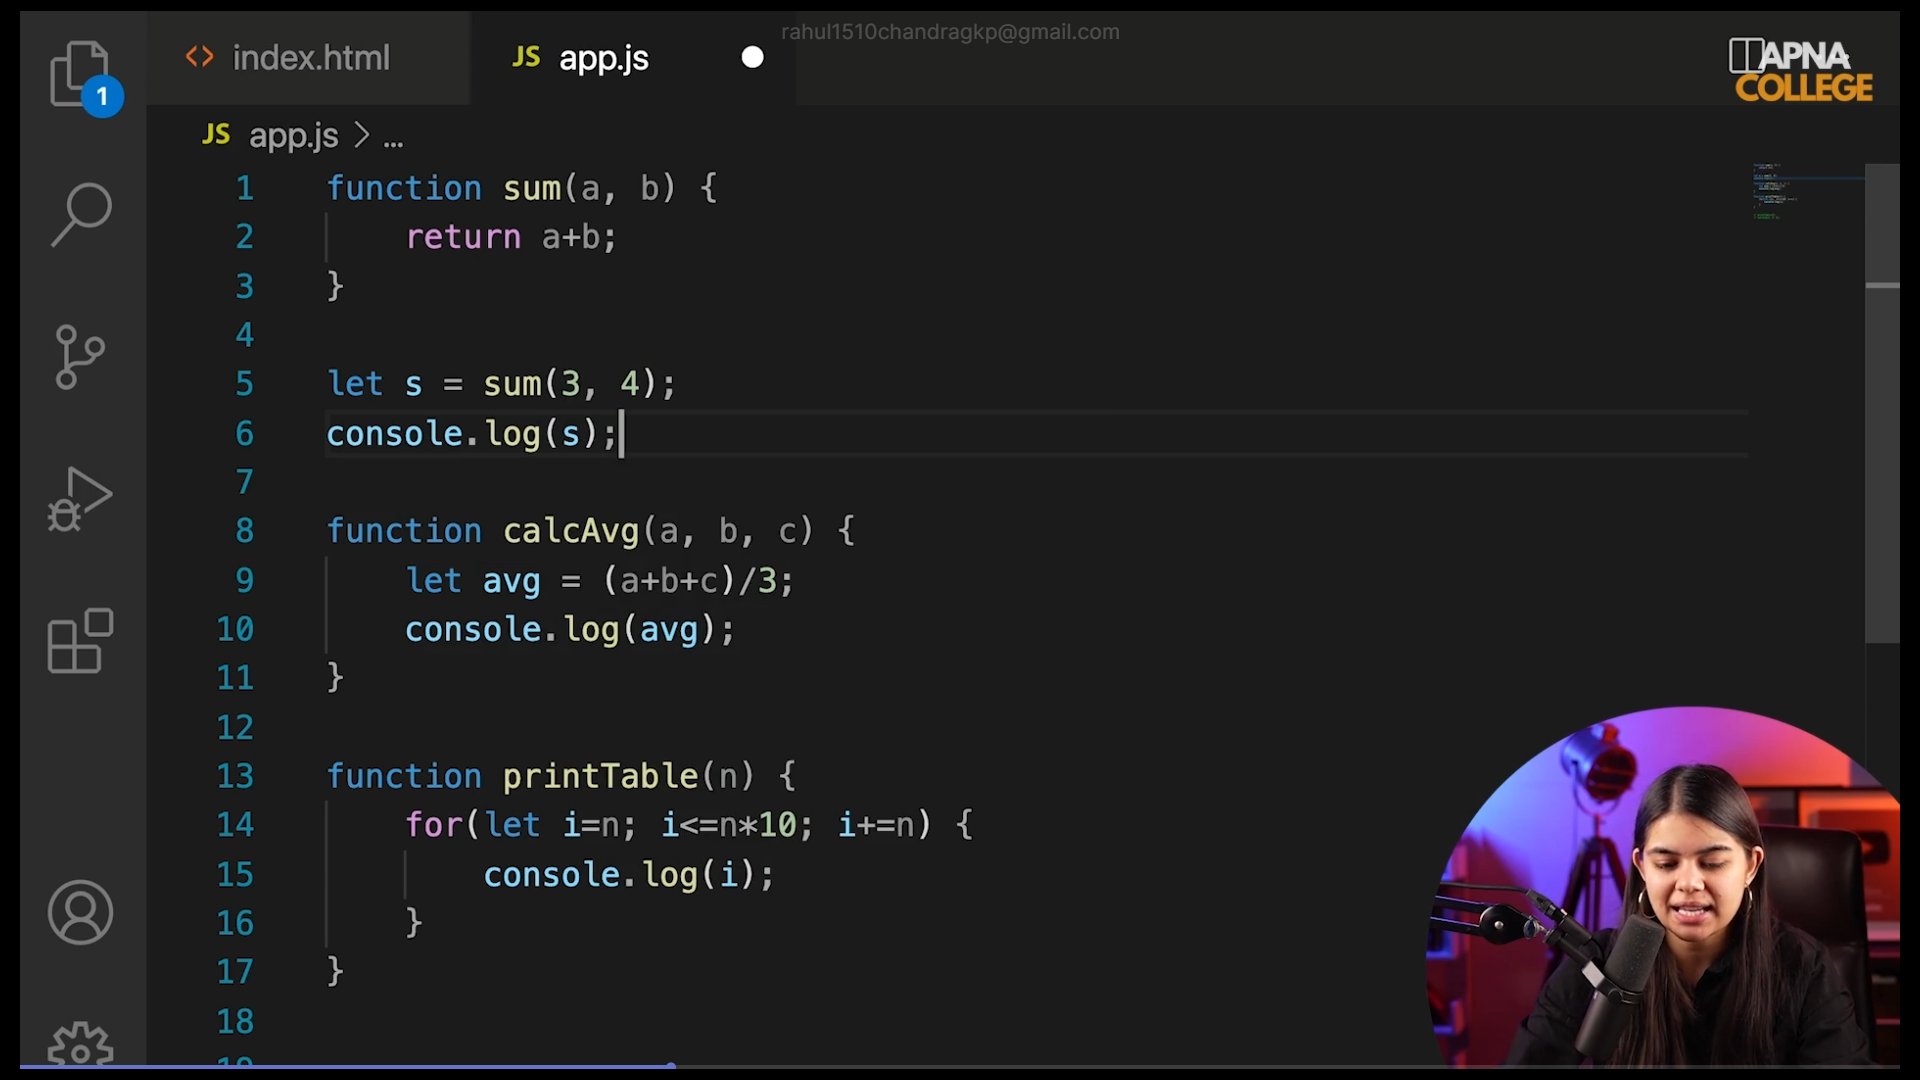 rahul1510chandragkp@gmail.com
<> index.html
JS app.js
APNA
COLLEGE
1
JS app.js > ...
1 function sum(a, b) {
2 return a+b;
3 }
4
5 let s = sum(3, 4);
6 console.log(s);
7
8 function calcAvg(a, b, c) {
9 let avg = (a+b+c)/3;
10 console.log(avg);
11 }
12
13 function printTable(n) {
14 for(let i=n; i<=n*10; i+=n) {
15 console.log(i);
16 }
17 }
18